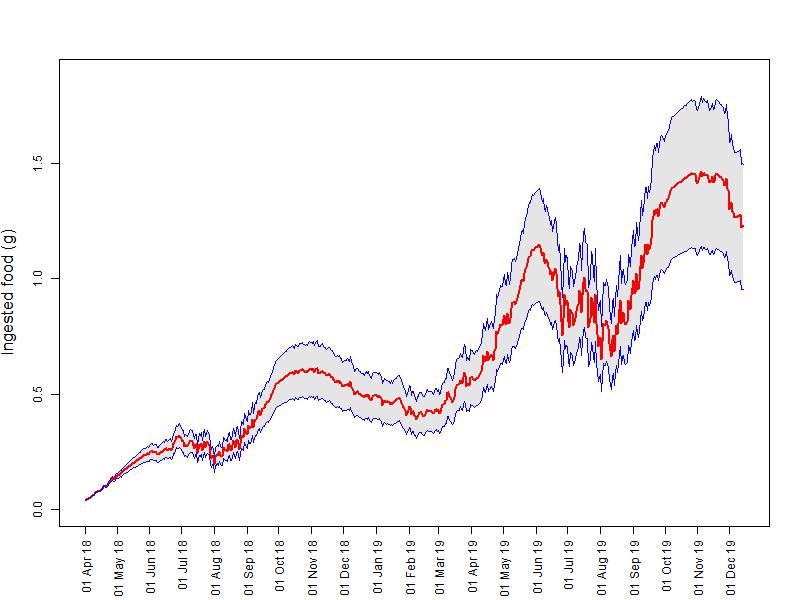 Ingested food (g)
1.5
1.0
0.5
0.0
01 Apr 18
01 May 18
01 Jun 18
01 Jul 18
01 Aug 18
01 Sep 18
01 Oct 18
01 Nov 18
01 Dec 18
01 Jan 19
01 Feb 19
01 Mar 19
01 Apr 19
01 May 19
01 Jun 19
01 Jul 19
01 Aug 19
01 Sep 19
01 Oct 19
01 Nov 19
01 Dec 19